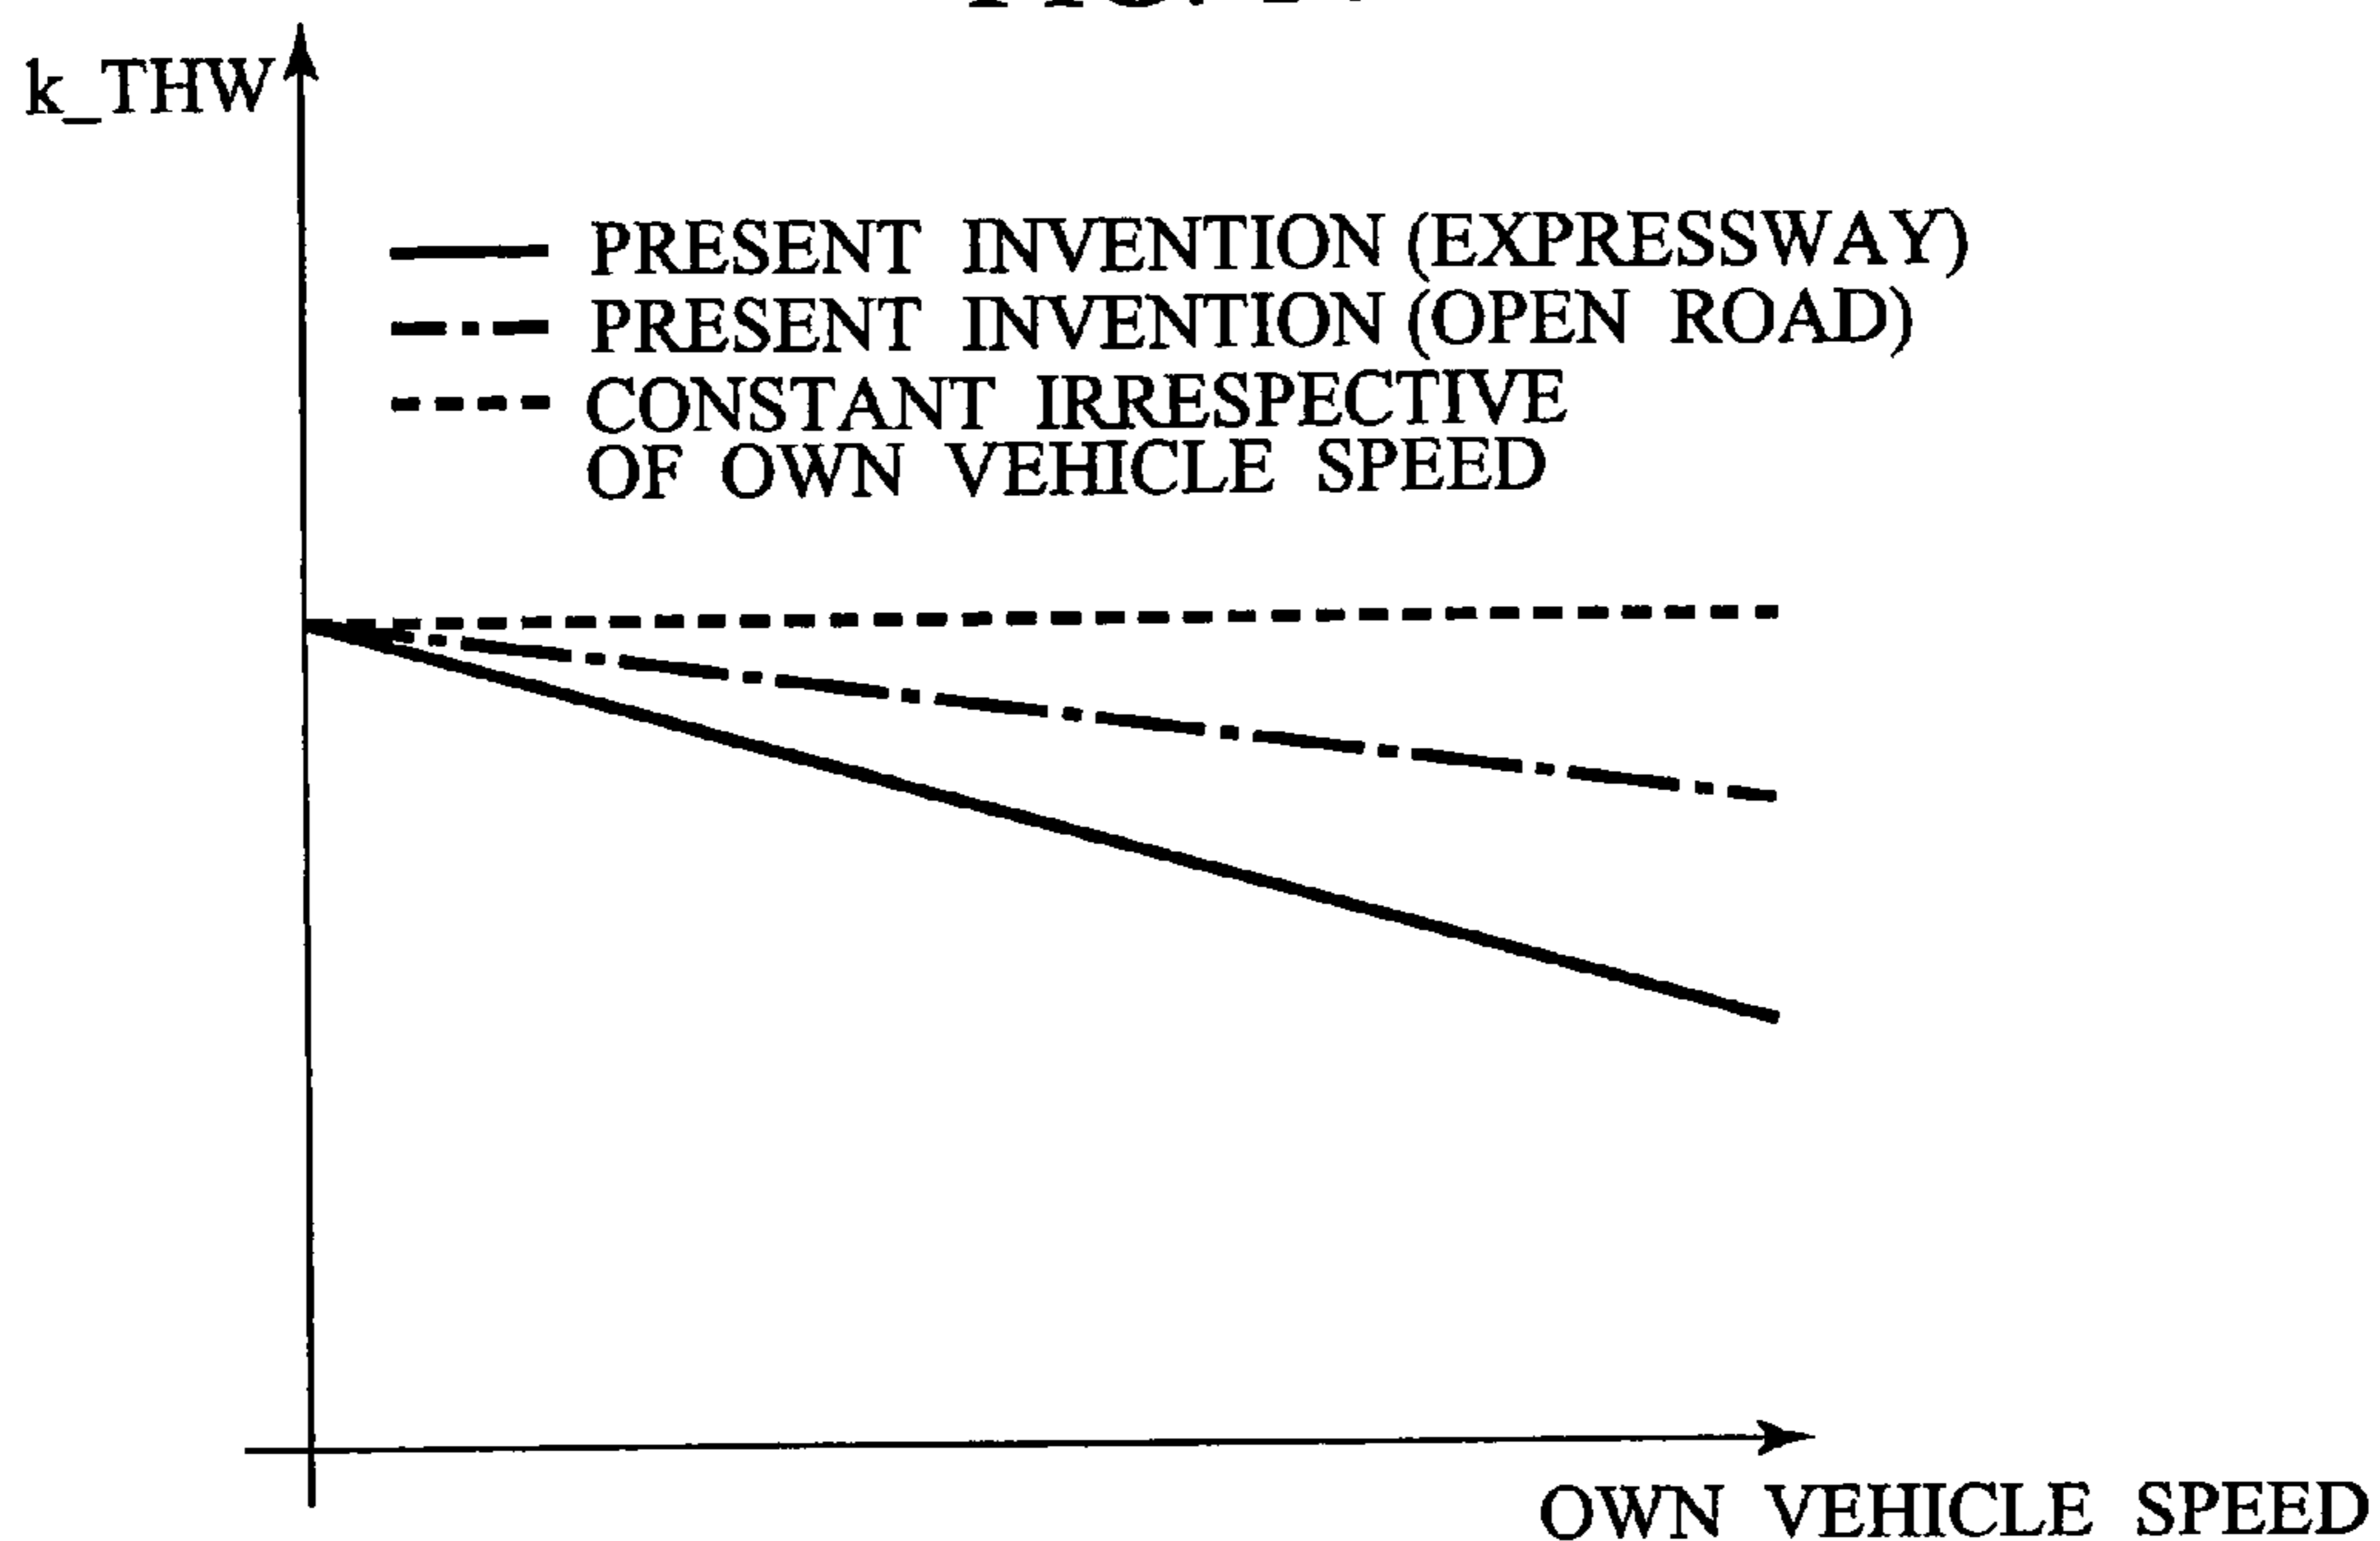 k_THW
PRESENT INVENTION (EXPRESSWAY)
PRESENT INVENTION (OPEN ROAD)
CONSTANT IRRESPECTIVE
OF OWN VEHICLE SPEED
OWN VEHICLE SPEED